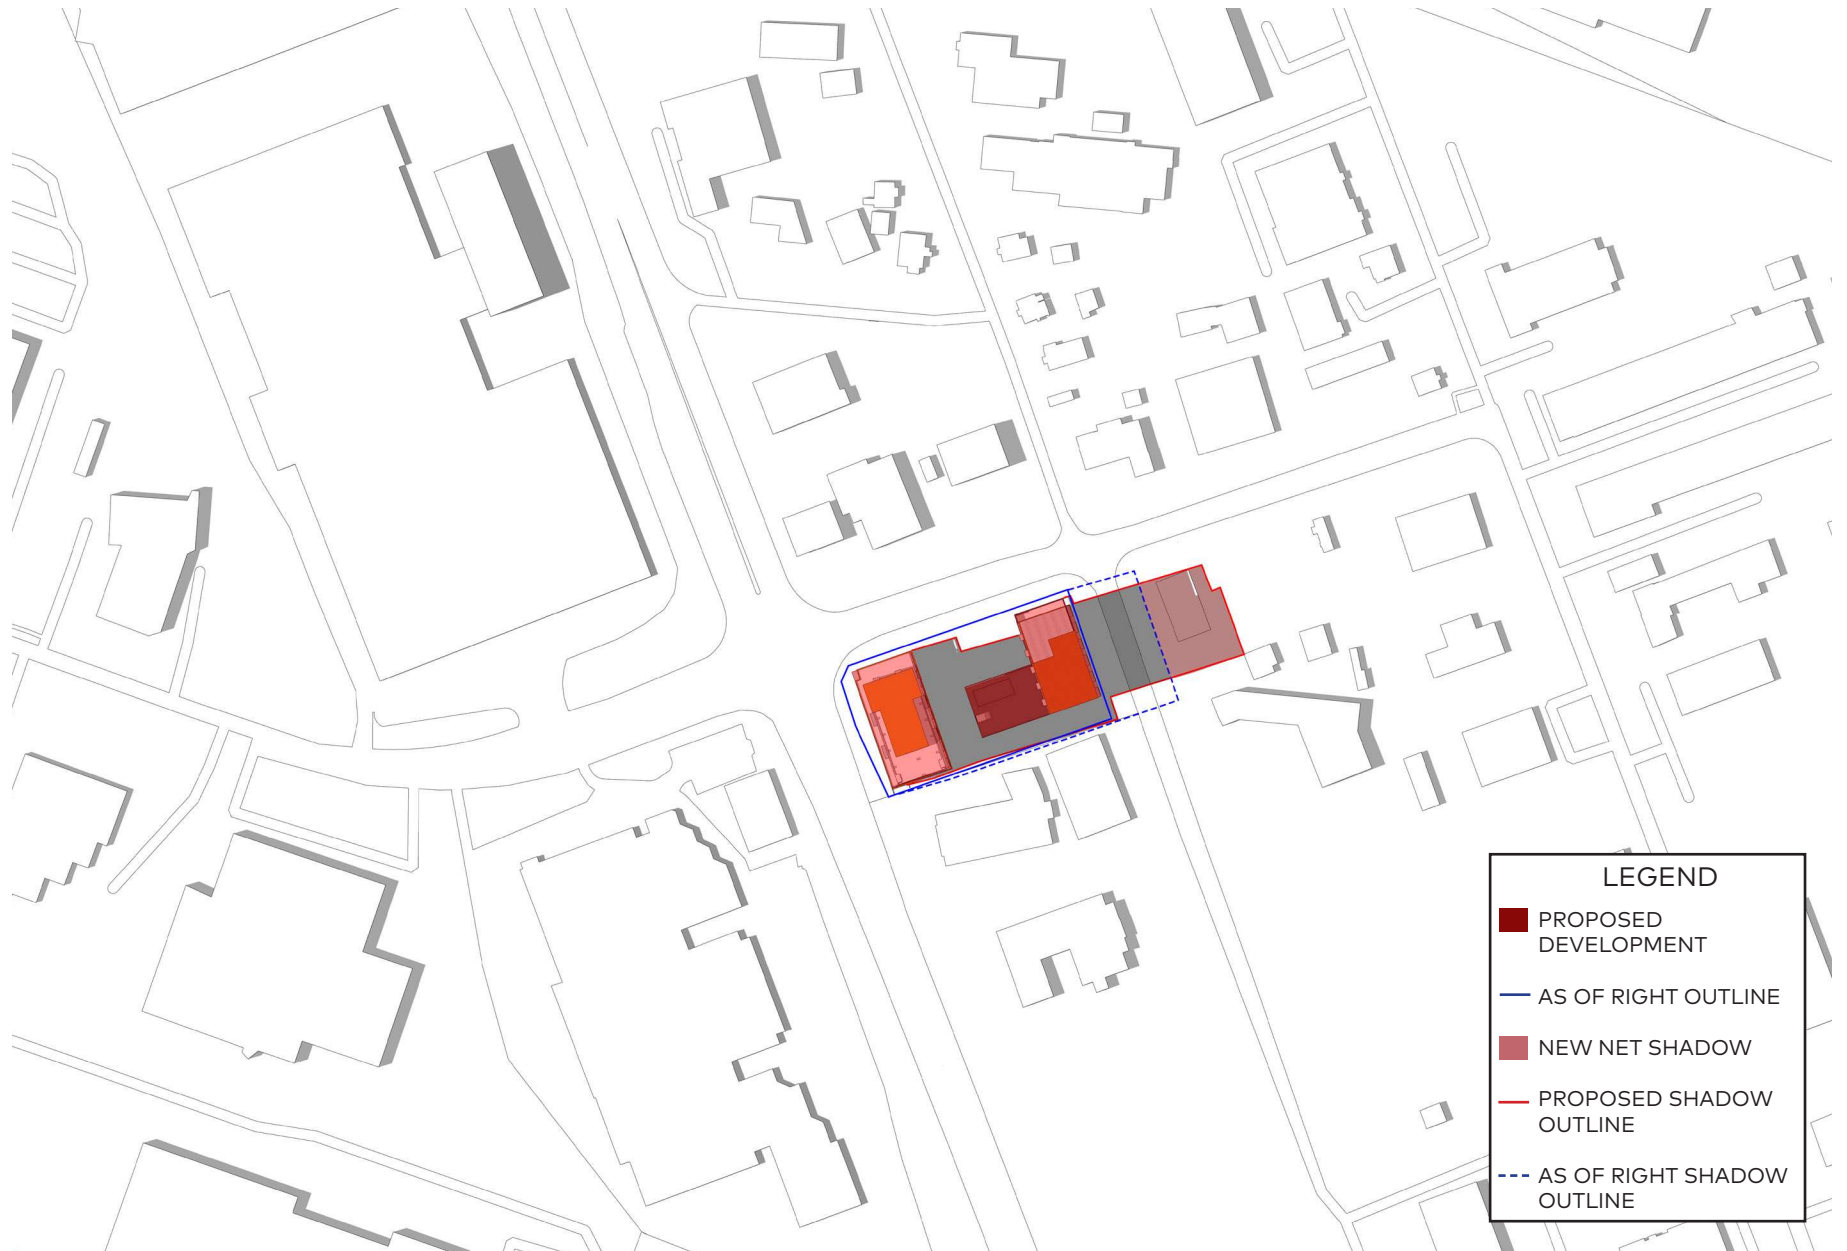 LEGEND
PROPOSED
DEVELOPMENT
AS OF RIGHT OUTLINE
NEW NET SHADOW
PROPOSED SHADOW
OUTLINE
AS OF RIGHT SHADOW
OUTLINE